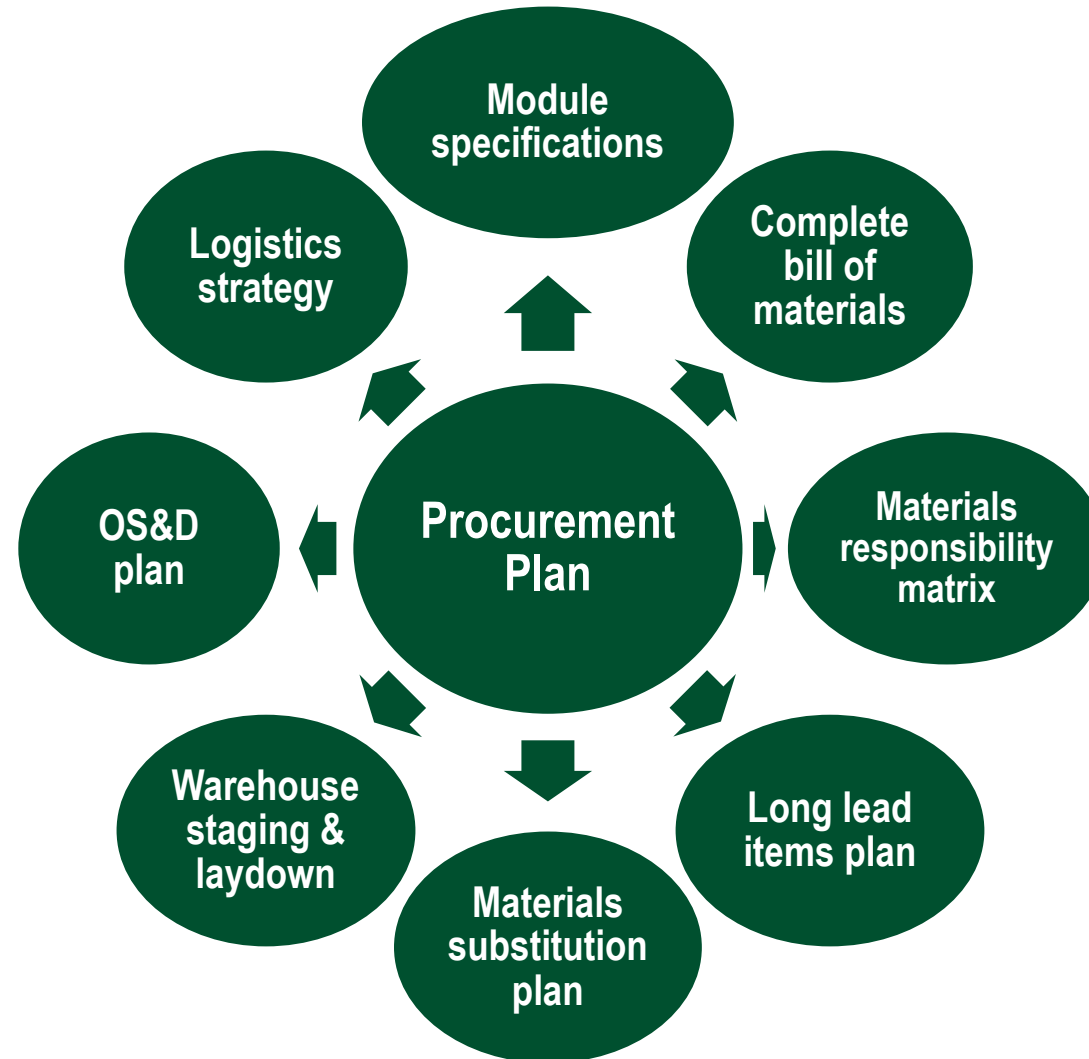 Module
specifications
Complete
bill of
materials
Logistics
strategy
Materials
responsibility
matrix
OS&D
plan
Procurement
Plan
Long lead
items plan
Warehouse
staging &
laydown
Materials
substitution
plan